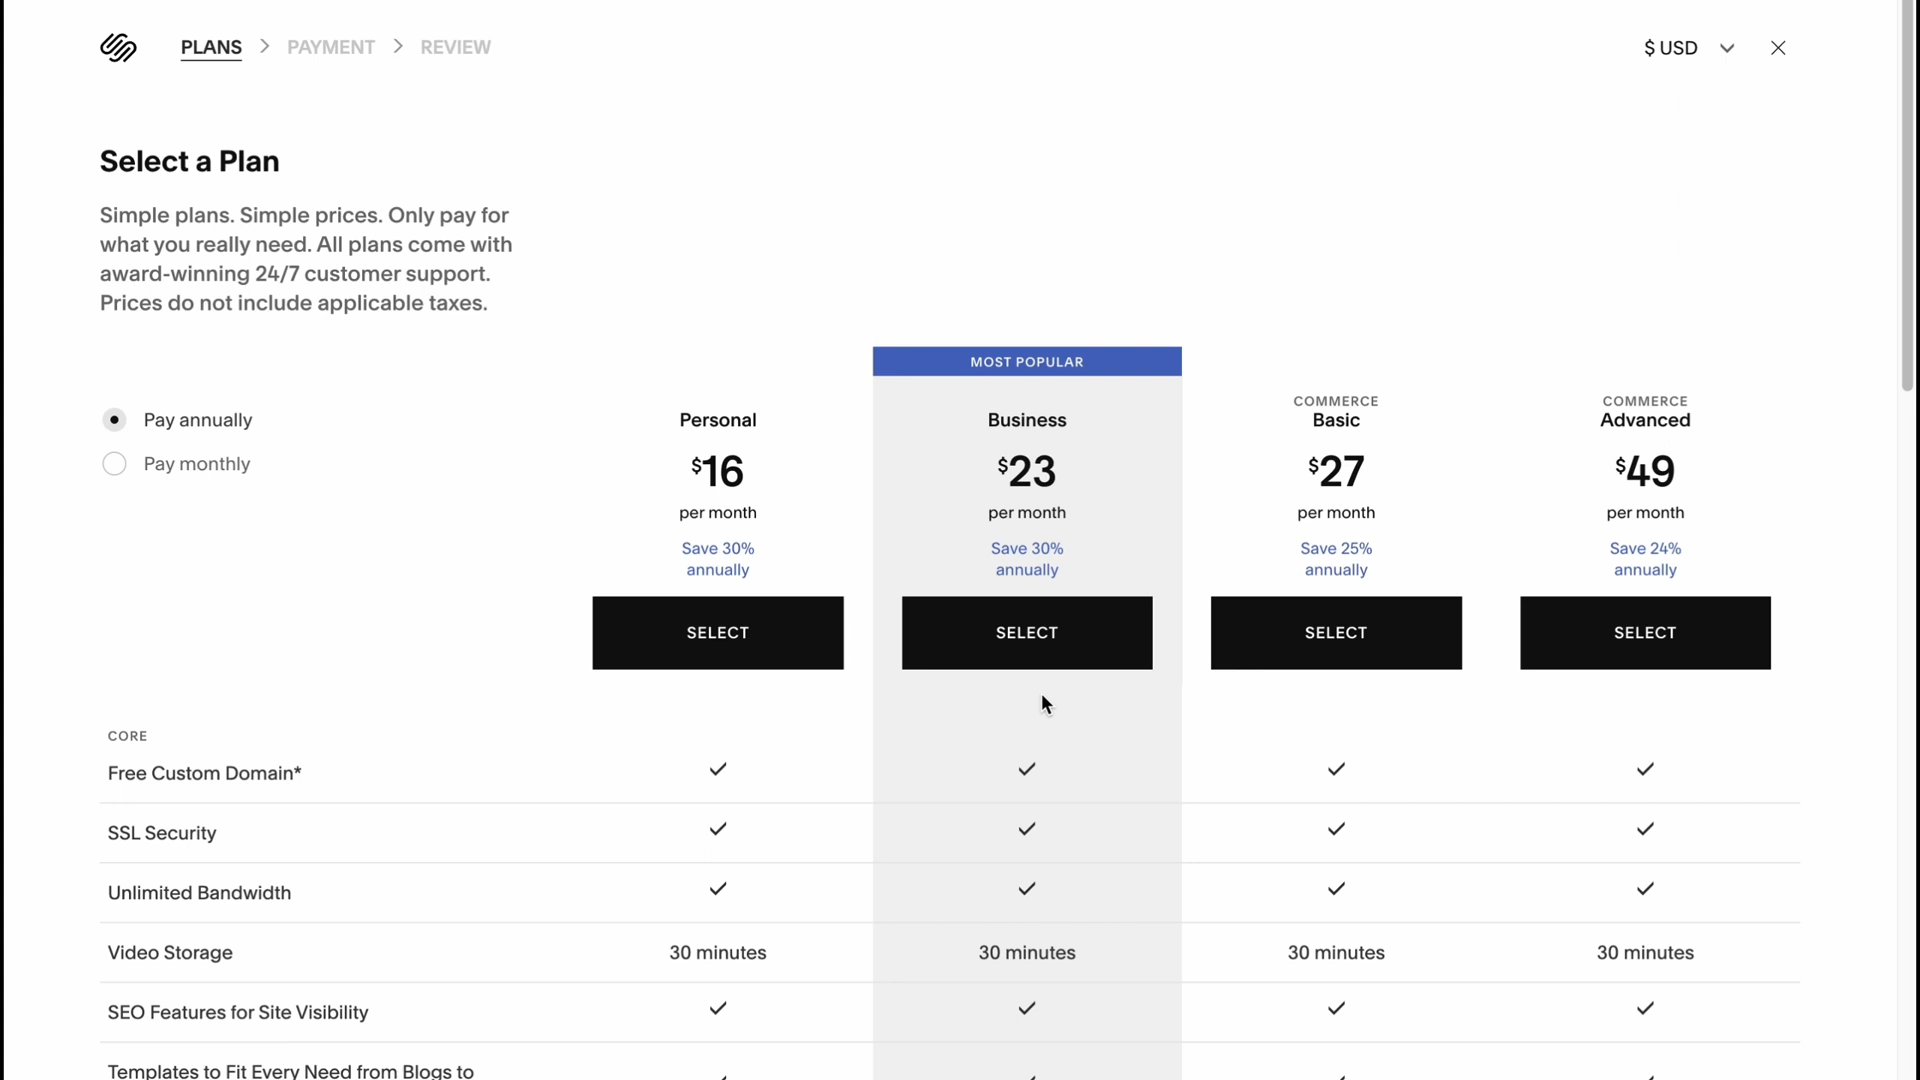 PLANS > PAYMENT > REVIEW
$ USD
Select a Plan
Simple plans. Simple prices. Only pay for
what you really need. All plans come with
award-winning 24/7 customer support.
Prices do not include applicable taxes.
Pay annually
Pay monthly
MOST POPULAR
COMMERCE COMMERCE
Personal Business Basic Advanced
$16 $23 $27 $49
per month per month per month per month
Save 30% Save 30% Save 25% Save 24%
annually annually annually annually
SELECT SELECT SELECT SELECT
CORE
Free Custom Domain*
SSL Security
Unlimited Bandwidth
Video Storage 30 minutes 30 minutes 30 minutes 30 minutes
SEO Features for Site Visibility
Templates to Fit Every Need from Blogs to